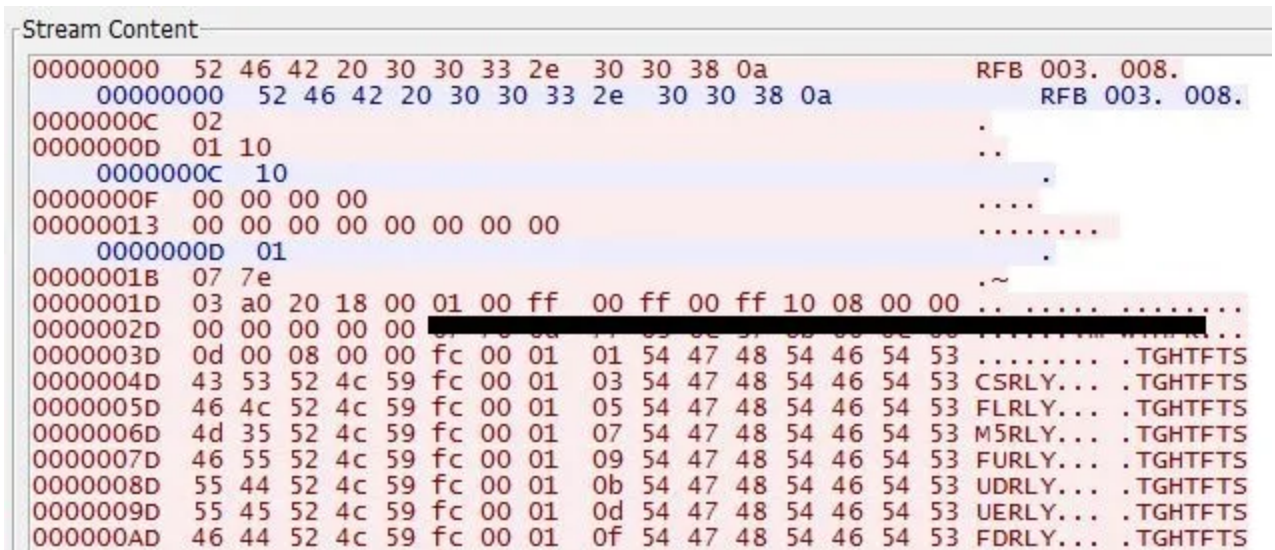 Stream Content
00000000 52 46 42 20 30 30 33 2e 30 30 38 0a RFB 003. 008.
00000000 52 46 42 20 30 30 33 2e 30 30 38 0a RFB 003. 008.
0000000C 02 .
0000000D 01 10 ..
0000000C 10 .
0000000F 00 00 00 00 ....
00000013 00 00 00 00 00 00 00 00 ........
0000000D 01 .
0000001B 07 7e .~
0000001D 03 a0 20 18 00 01 00 ff 00 ff 00 ff 10 08 00 00 .. ..... ........
0000002D 00 00 00 00 00
0000003D 0d 00 08 00 00 fc 00 01 01 54 47 48 54 46 54 53 ........ .TGHTFTS
0000004D 43 53 52 4c 59 fc 00 01 03 54 47 48 54 46 54 53 CSRLY... .TGHTFTS
0000005D 46 4c 52 4c 59 fc 00 01 05 54 47 48 54 46 54 53 FLRLY... .TGHTFTS
0000006D 4d 35 52 4c 59 fc 00 01 07 54 47 48 54 46 54 53 M5RLY... .TGHTFTS
0000007D 46 55 52 4c 59 fc 00 01 09 54 47 48 54 46 54 53 FURLY... .TGHTFTS
0000008D 55 44 52 4c 59 fc 00 01 0b 54 47 48 54 46 54 53 UDRLY... .TGHTFTS
0000009D 55 45 52 4c 59 fc 00 01 0d 54 47 48 54 46 54 53 UERLY... .TGHTFTS
000000AD 46 44 52 4c 59 fc 00 01 0f 54 47 48 54 46 54 53 FDRLY... .TGHTFTS